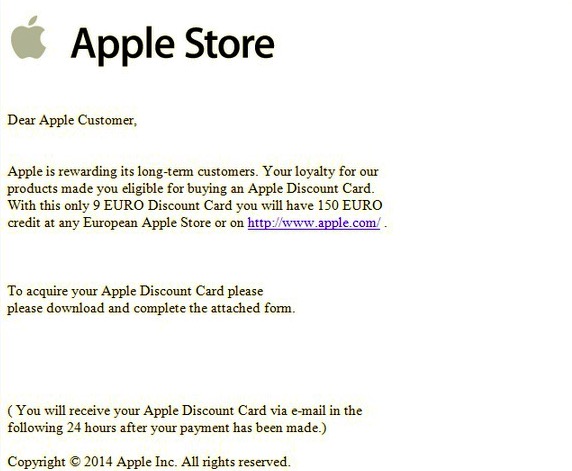 Apple Store
Dear Apple Customer,
Apple is rewarding its long-term customers. Your loyalty for our
products made you eligible for buying an Apple Discount Card.
With this only 9 EURO Discount Card you will have 150 EURO
credit at any European Apple Store or on http://www.apple.com/ .
To acquire your Apple Discount Card please
please download and complete the attached form.
( You will receive your Apple Discount Card via e-mail in the
following 24 hours after your payment has been made.)
Copyright © 2014 Apple Inc. All rights reserved.